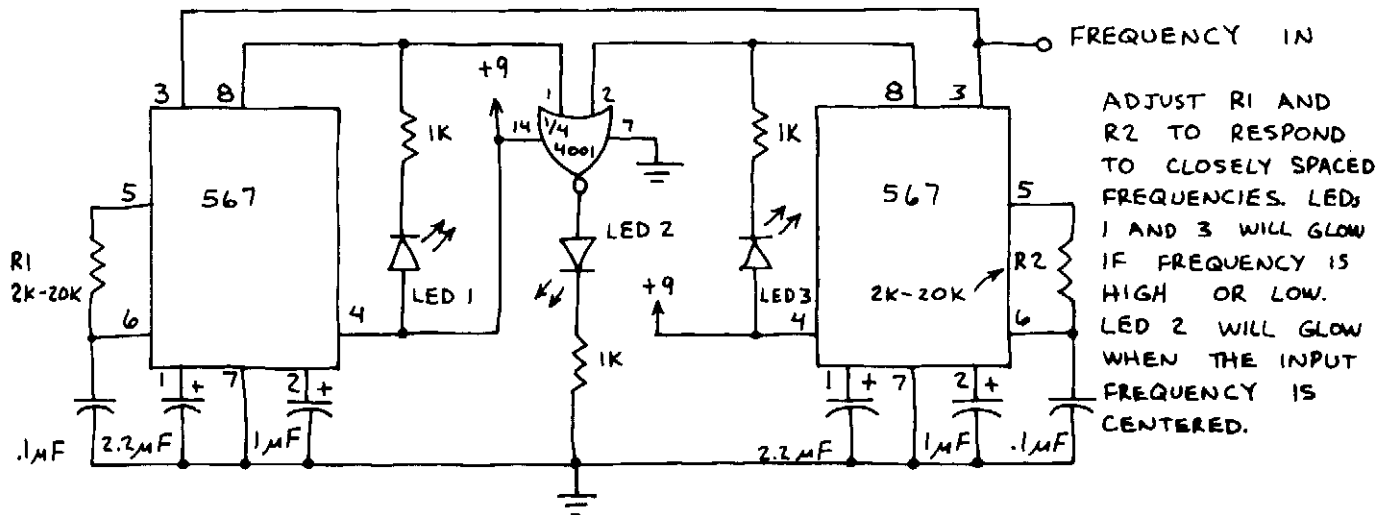 FREQUENCY IN
+9
3
8
1
2
8
3
1K
14
1/4
4001
7
1K
ADJUST R1 AND
R2 TO RESPOND
TO CLOSELY SPACED
FREQUENCIES. LEDs
1 AND 3 WILL GLOW
IF FREQUENCY IS
HIGH OR LOW.
LED 2 WILL GLOW
WHEN THE INPUT
FREQUENCY IS
CENTERED.
5
567
LED 2
567
5
R1
2K-20K
LED 1
+9
LED 3
2K-20K
R2
6
4
4
6
1K
1 +
7
2 +
1 +
7
2 +
.1µF
2.2µF
1µF
2.2µF
1µF
.1µF